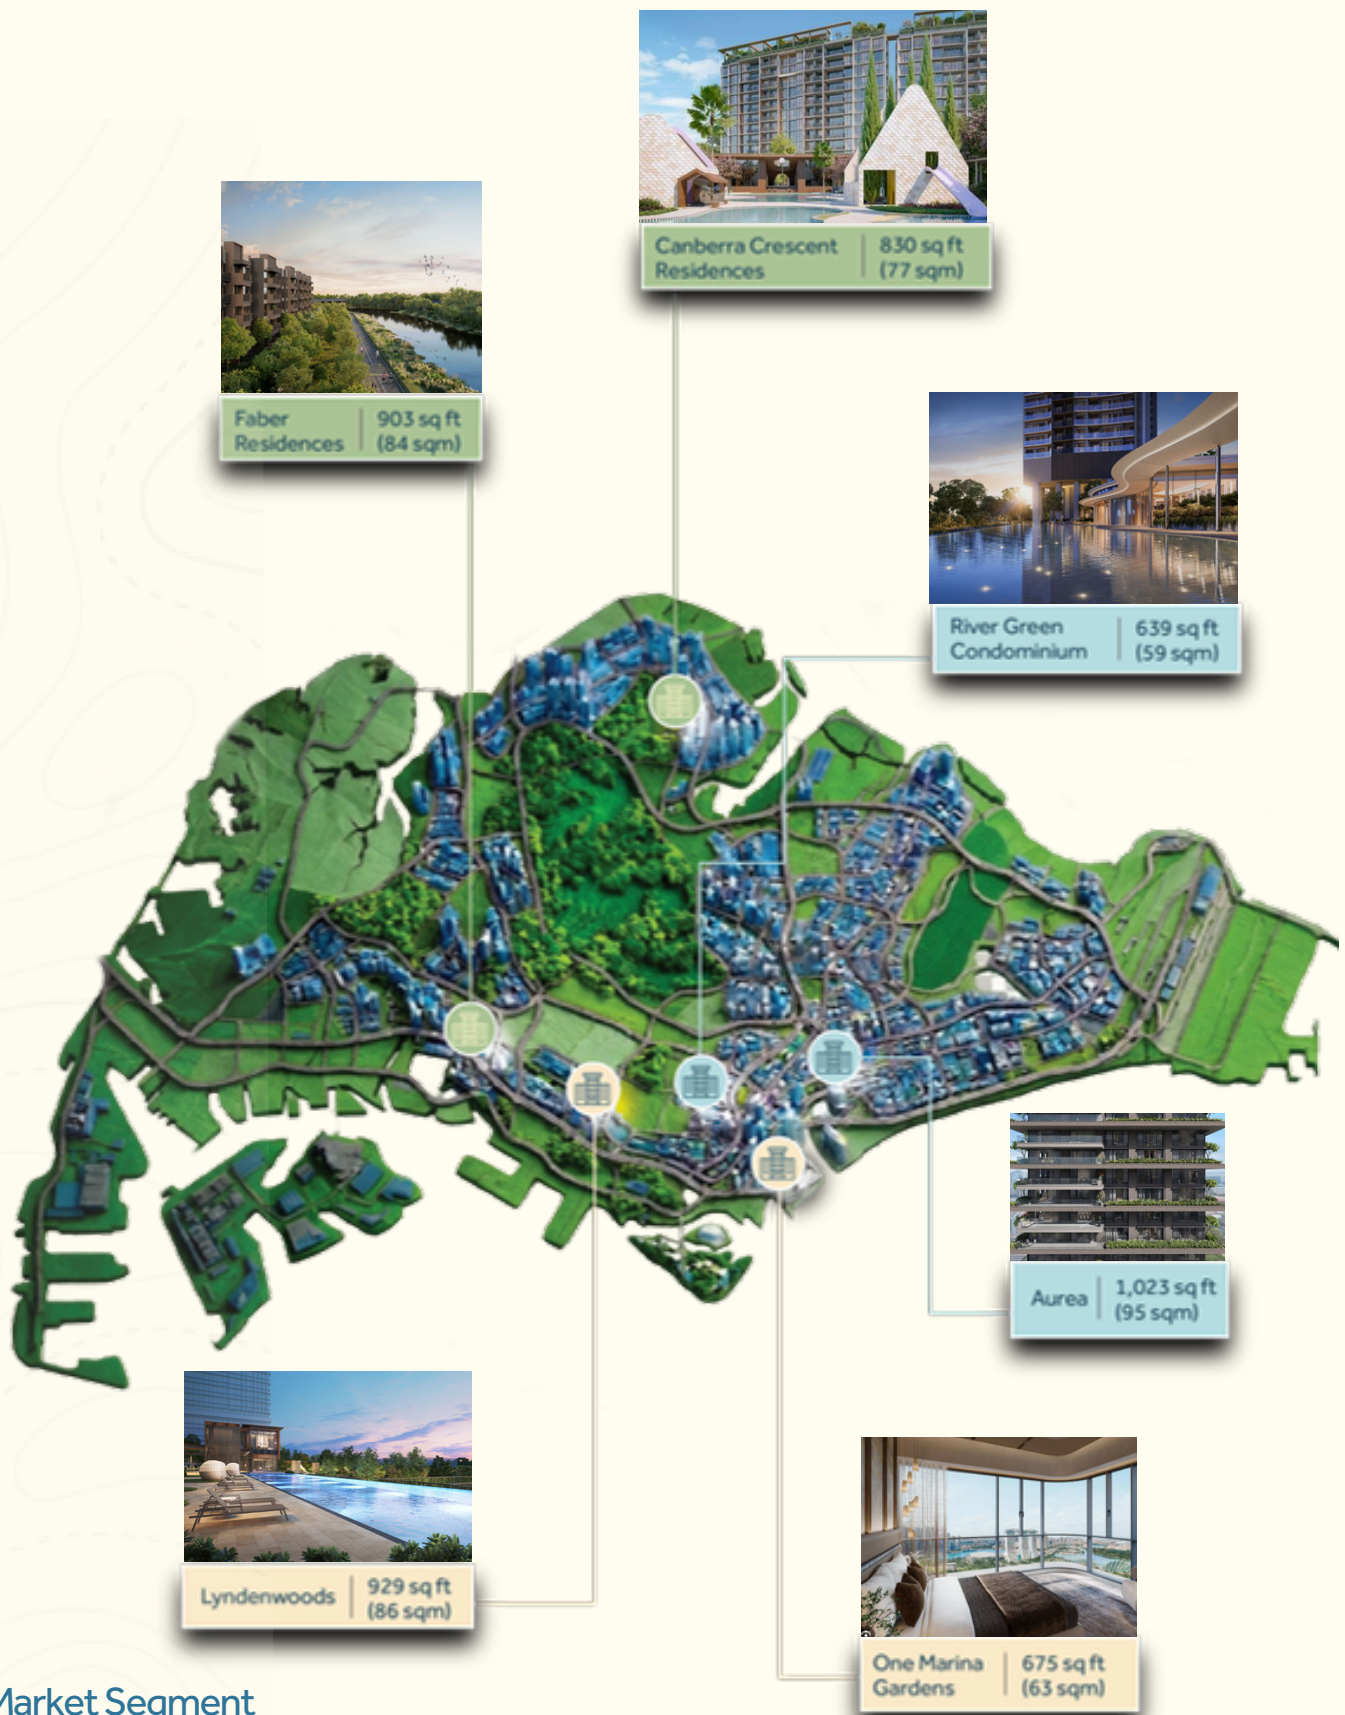 Canberra Crescent
Residences
830 sq ft
(77 sqm)
Faber
Residences
903 sq ft
(84 sqm)
River Green
Condominium
639 sq ft
(59 sqm)
Aurea
1,023 sq ft
(95 sqm)
Lyndenwoods
929 sq ft
(86 sqm)
One Marina
Gardens
675 sq ft
(63 sqm)
Market Segment